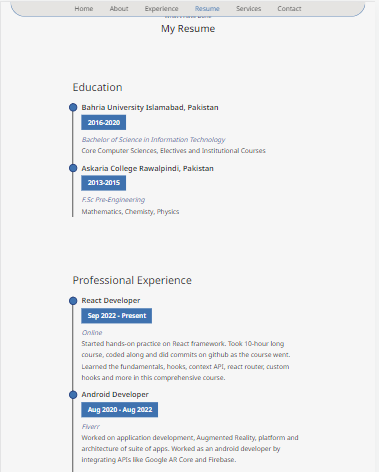 Home About Experience Resume Services Contact
My Resume
Education
Bahria University Islamabad, Pakistan
2016-2020
Bachelor of Science in Information Technology
Core Computer Sciences, Electives and Institutional Courses
Askaria College Rawalpindi, Pakistan
2013-2015
F.Sc Pre-Engineering
Mathematics, Chemisty, Physics
Professional Experience
React Developer
Sep 2022 - Present
Online
Started hands-on practice on React framework. Took 10-hour long
course, coded along and did commits on github as the course went.
Learned the fundamentals, hooks, context API, react router, custom
hooks and more in this comprehensive course.
Android Developer
Aug 2020 - Aug 2022
Fiverr
Worked on application development, Augmented Reality, platform and
architecture of suite of apps. Worked as an android developer by
integrating APIs like Google AR Core and Firebase.